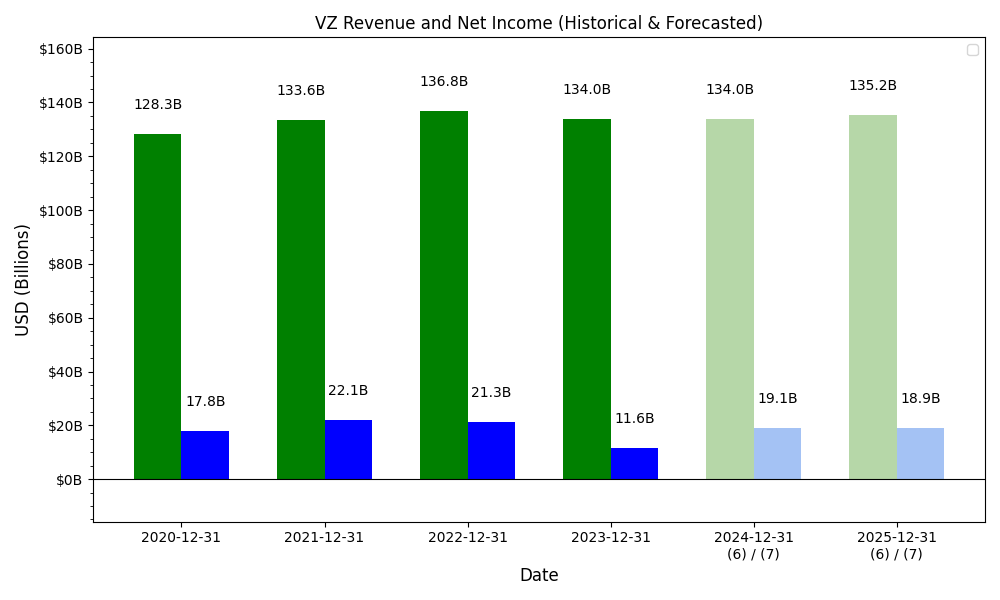 VZ Revenue and Net Income (Historical & Forecasted)
$160B
$140B
$120B
$100B
$80B
$60B
$40B
$20B
$0B
USD (Billions)
128.3B
133.6B
136.8B
134.0B
134.0B
135.2B
17.8B
22.1B
21.3B
11.6B
19.1B
18.9B
2020-12-31
2021-12-31
2022-12-31
2023-12-31
2024-12-31
(6) / (7)
2025-12-31
(6) / (7)
Date